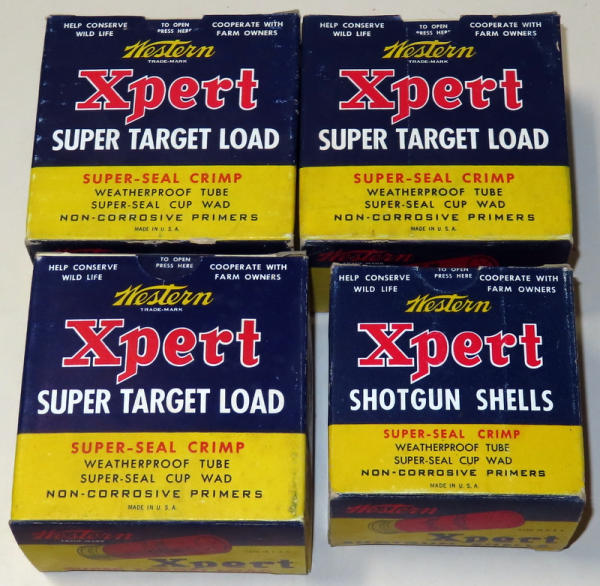 HELP CONSERVE WILD LIFE
TO OPEN PRESS HERE
COOPERATE WITH FARM OWNERS
Western
TRADE-MARK
Xpert
SUPER TARGET LOAD
SUPER-SEAL CRIMP
WEATHERPROOF TUBE
SUPER-SEAL CUP WAD
NON-CORROSIVE PRIMERS
MADE IN U.S.A.
HELP CONSERVE WILD LIFE
TO OPEN PRESS HERE
COOPERATE WITH FARM OWNERS
Western
TRADE-MARK
Xpert
SUPER TARGET LOAD
SUPER-SEAL CRIMP
WEATHERPROOF TUBE
SUPER-SEAL CUP WAD
NON-CORROSIVE PRIMERS
MADE IN U.S.A.
HELP CONSERVE WILD LIFE
TO OPEN PRESS HERE
COOPERATE WITH FARM OWNERS
Western
TRADE-MARK
Xpert
SUPER TARGET LOAD
SUPER-SEAL CRIMP
WEATHERPROOF TUBE
SUPER-SEAL CUP WAD
NON-CORROSIVE PRIMERS
MADE IN U.S.A.
Western
TRADE-MARK
Xpert
HELP CONSERVE WILD LIFE
TO OPEN PRESS HERE
COOPERATE WITH FARM OWNERS
Western
TRADE-MARK
Xpert
SHOTGUN SHELLS
SUPER-SEAL CRIMP
WEATHERPROOF TUBE
SUPER-SEAL CUP WAD
NON-CORROSIVE PRIMERS
MADE IN U.S.A.
Western
Xpert